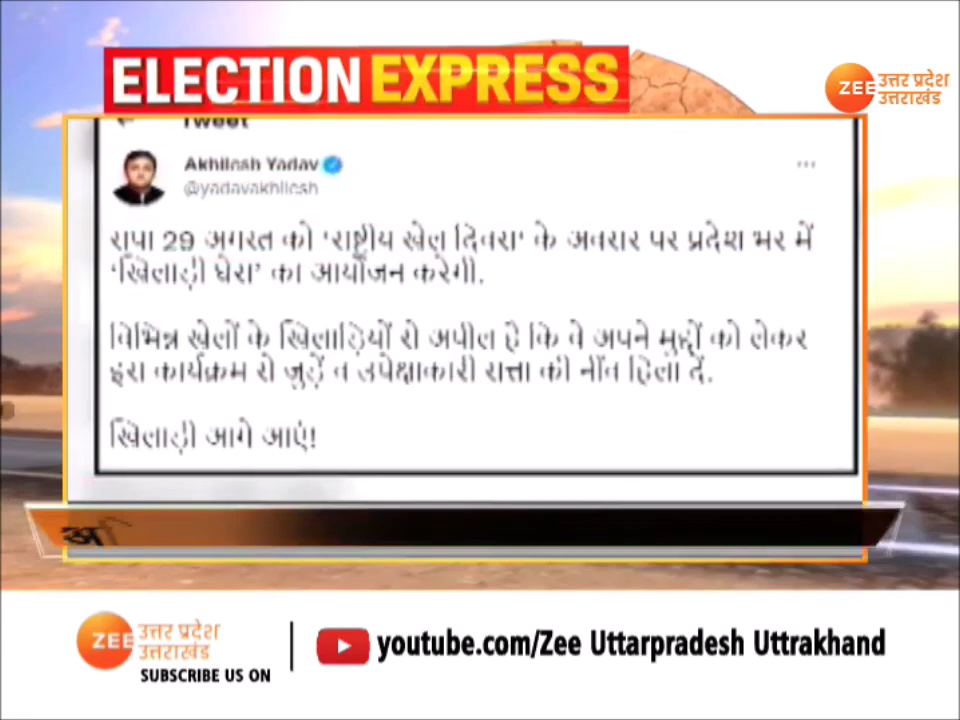 ELECTION EXPRESS
ZEE उत्तर प्रदेश
उत्तराखंड
Tweet
Akhilesh Yadav
@yadavakhilesh
सपा 29 अगस्त को 'राष्ट्रीय खेल दिवस' के अवसर पर प्रदेश भर में
'खिलाड़ी घेरा' का आयोजन करेगी.
विभिन्न खेलों के खिलाड़ियों से अपील है कि वे अपने मुद्दों को लेकर
इस कार्यक्रम से जुड़ें व उपेक्षाकारी सत्ता की नींव हिला दें.
खिलाड़ी आगे आएं!
ZEE उत्तर प्रदेश
उत्तराखंड
SUBSCRIBE US ON
youtube.com/Zee Uttarpradesh Uttrakhand